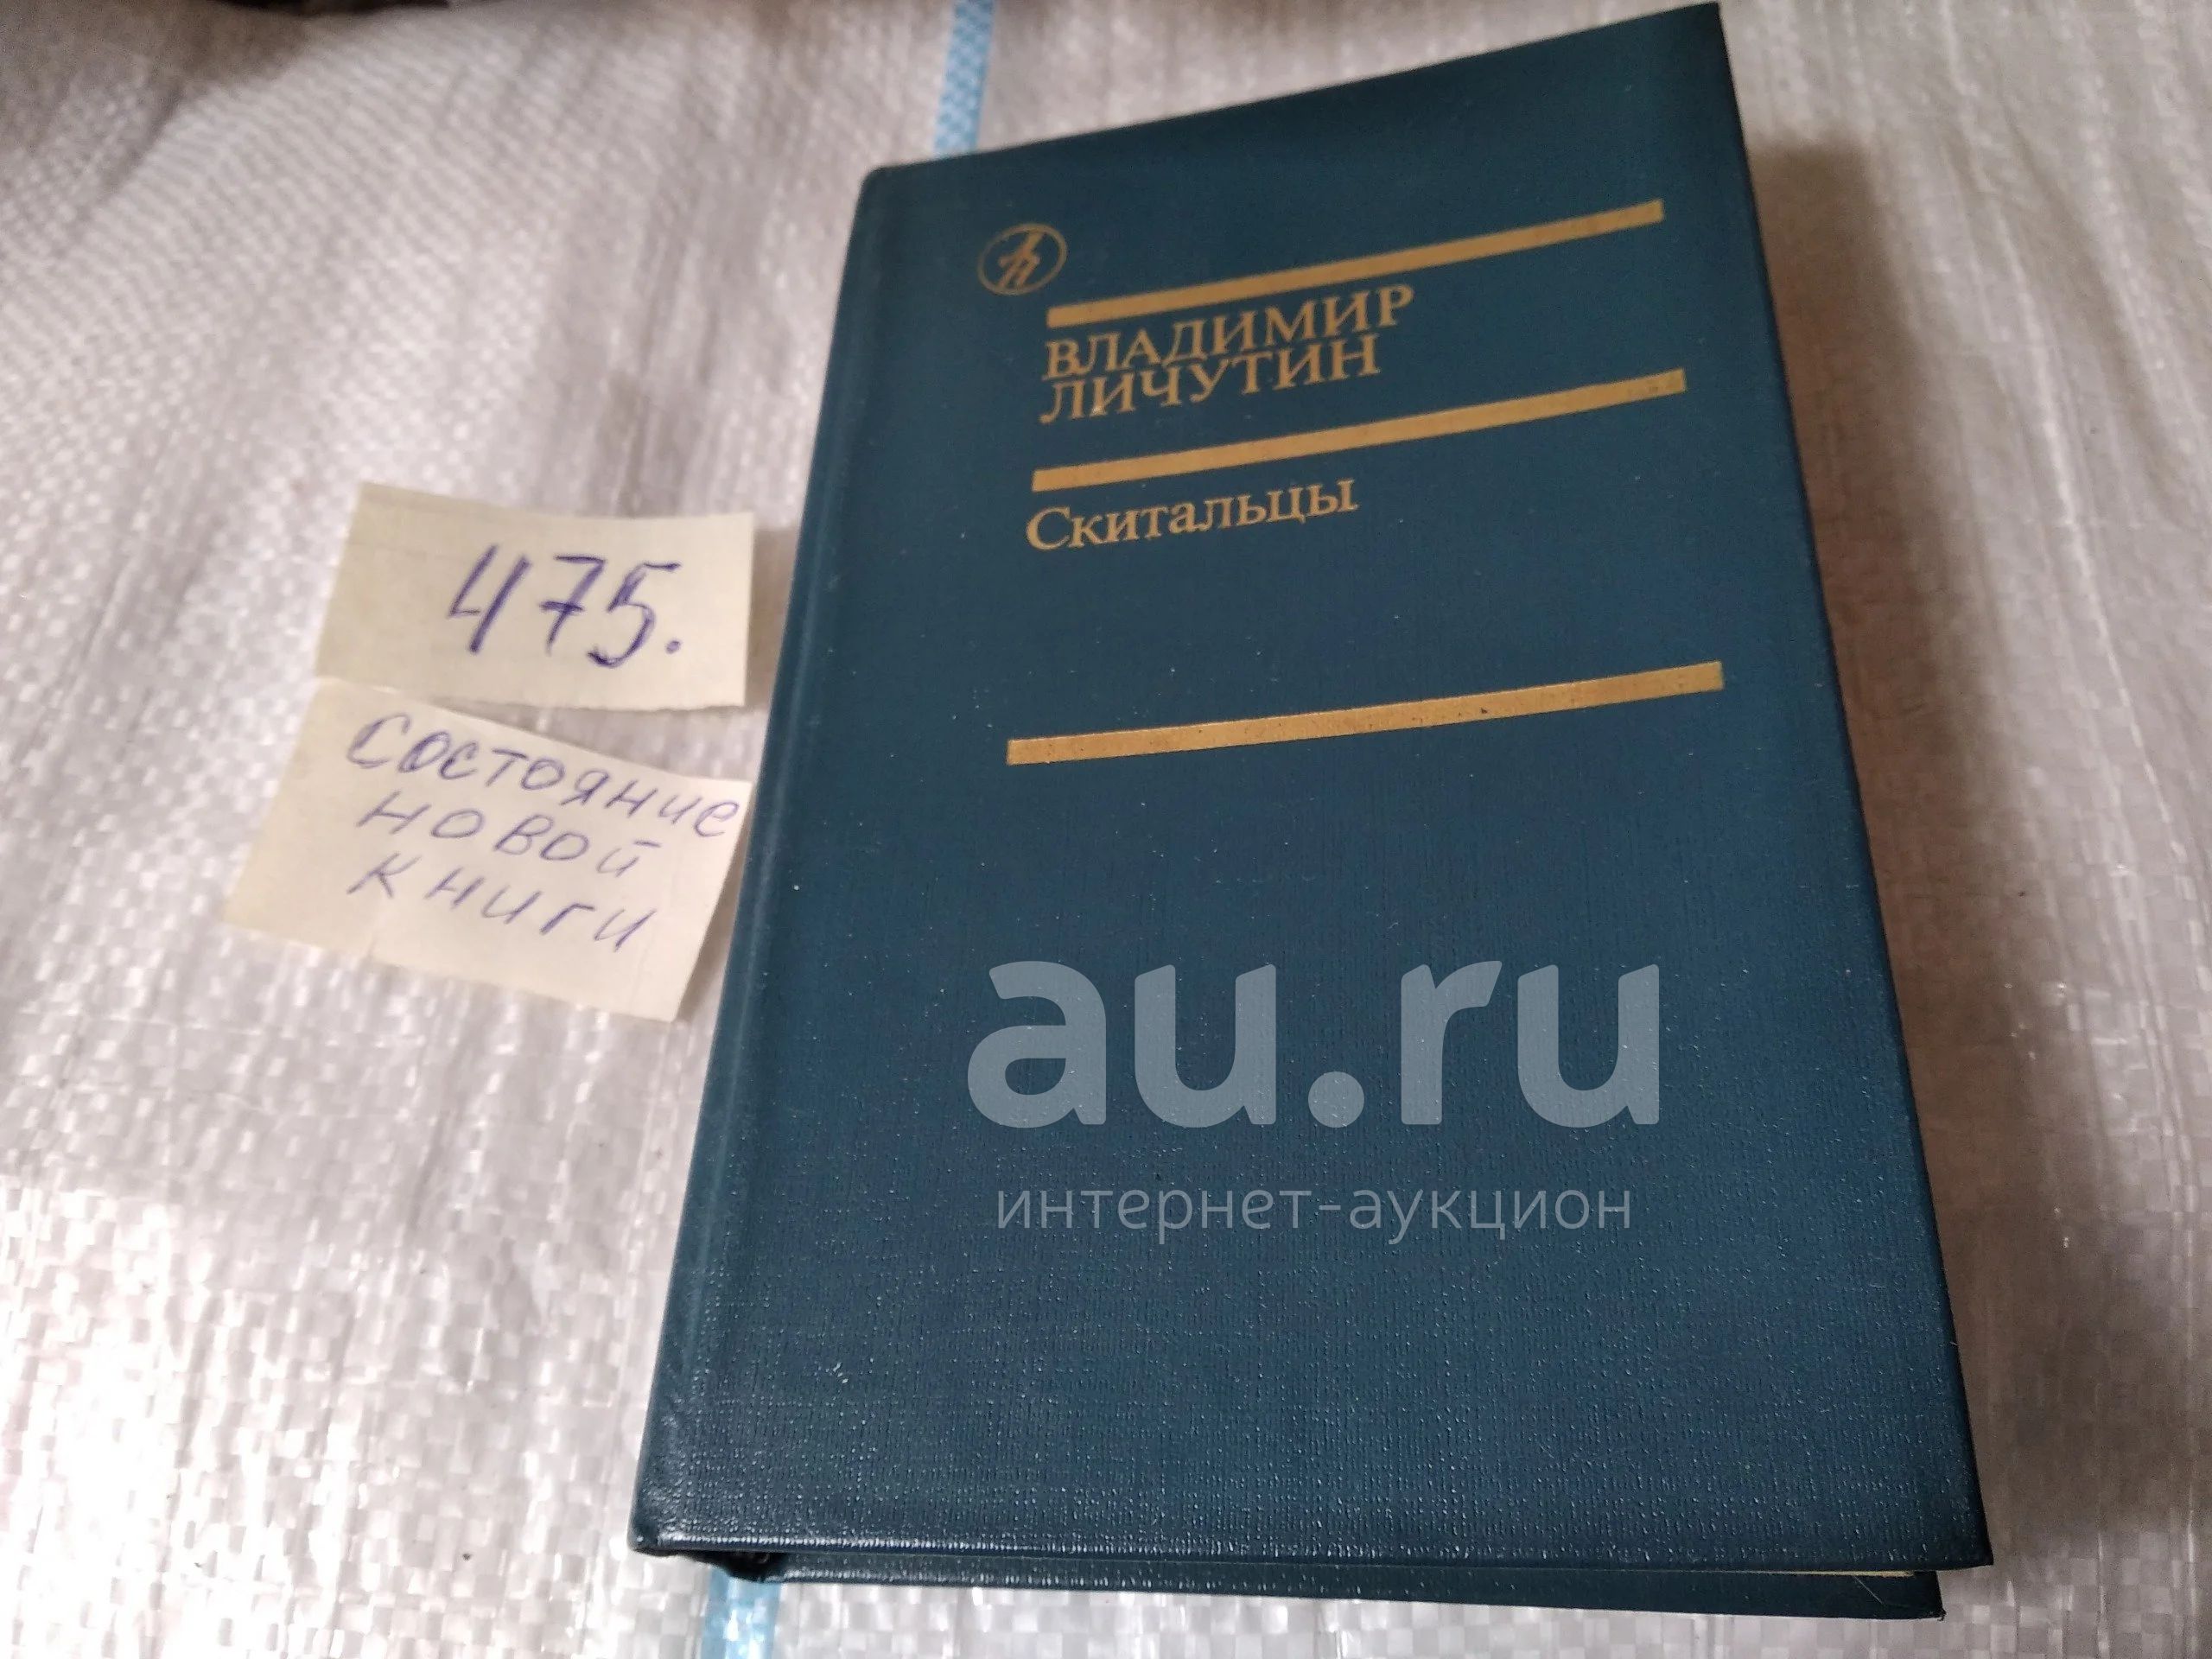 ВЛАДИМИР
ЛИЧУТИН
Скитальцы
475.
состояние
новой
книги
au.ru
интернет-аукцион